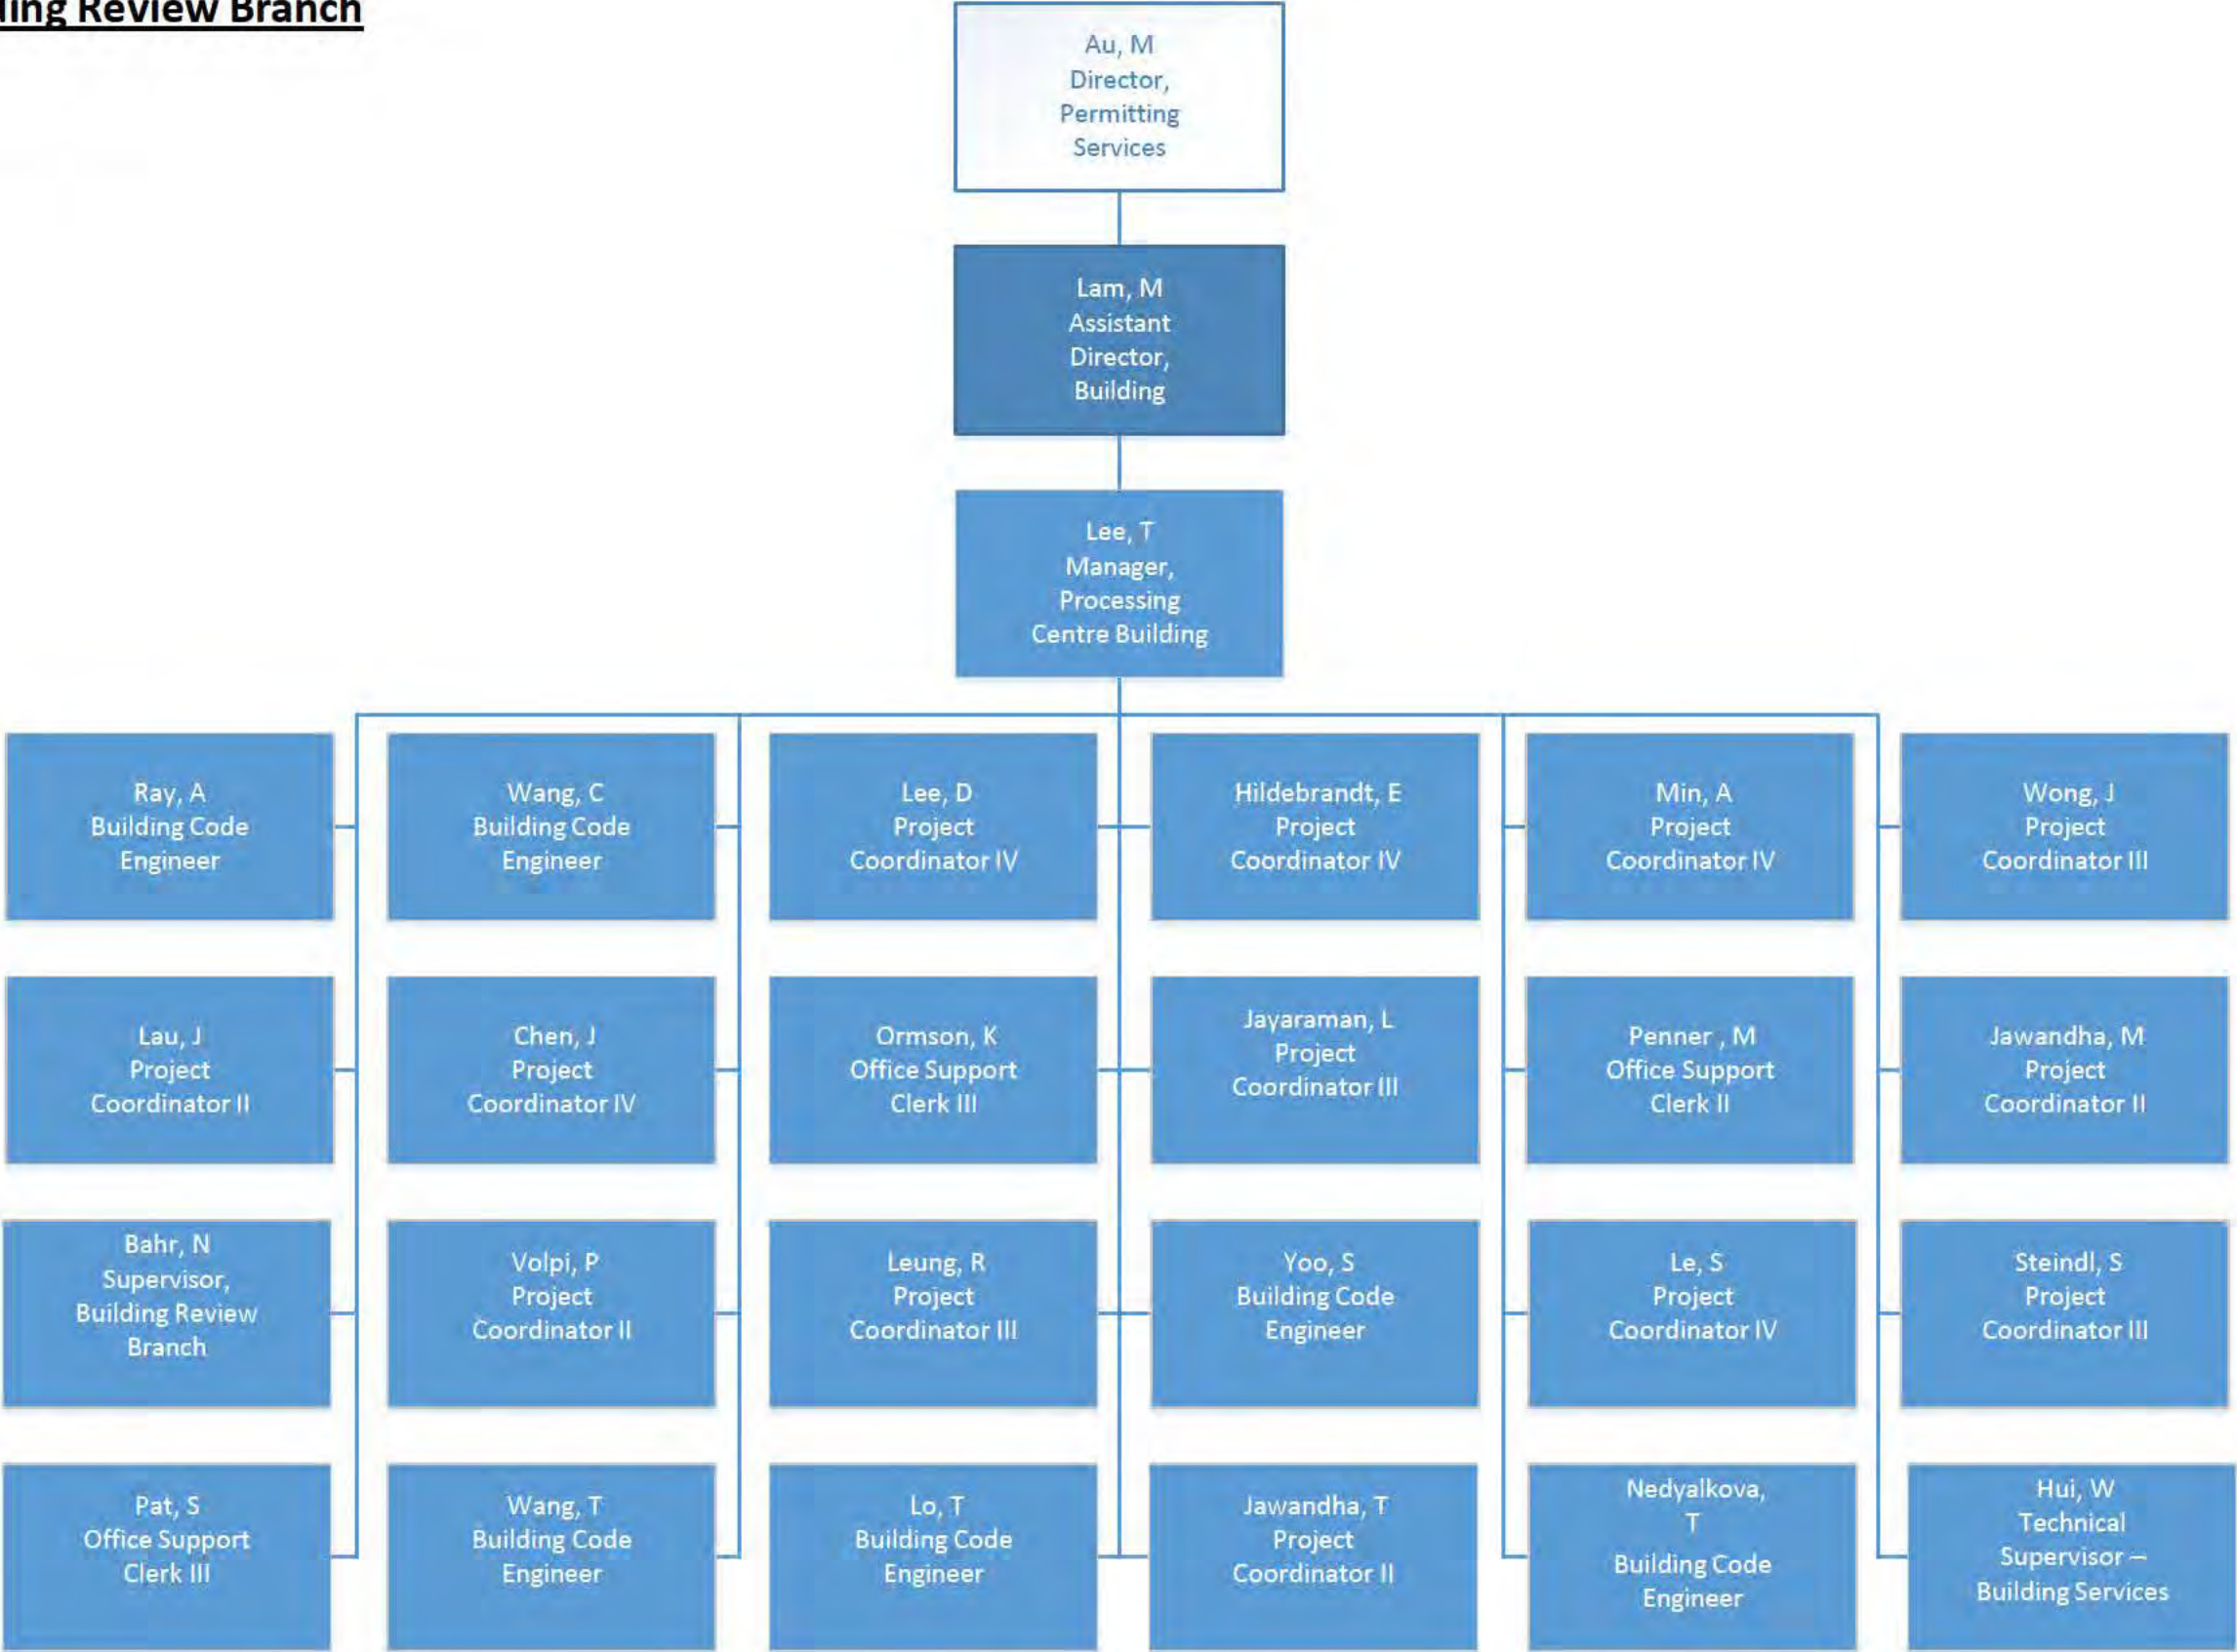 Review Branch
Au, M
Director,
Permitting
Services
Lam, M
Assistant
Director,
Building
Lee, T
Manager,
Processing
Centre Building
Ray, A
Building Code
Engineer
Wang, C
Building Code
Engineer
Lee, D
Project
Coordinator IV
Hildebrandt, E
Project
Coordinator IV
Min, A
Project
Coordinator IV
Wong, J
Project
Coordinator III
Lau, J
Project
Coordinator II
Chen, J
Project
Coordinator IV
Ormson, K
Office Support
Clerk III
Jayaraman, L
Project
Coordinator III
Penner , M
Office Support
Clerk II
Jawandha, M
Project
Coordinator II
Bahr, N
Supervisor,
Building Review
Branch
Volpi, P
Project
Coordinator II
Leung, R
Project
Coordinator III
Yoo, S
Building Code
Engineer
Le, S
Project
Coordinator IV
Steindl, S
Project
Coordinator III
Pat, S
Office Support
Clerk III
Wang, T
Building Code
Engineer
Lo, T
Building Code
Engineer
Jawandha, T
Project
Coordinator II
Nedyalkova,
T
Building Code
Engineer
Hui, W
Technical
Supervisor –
Building Services